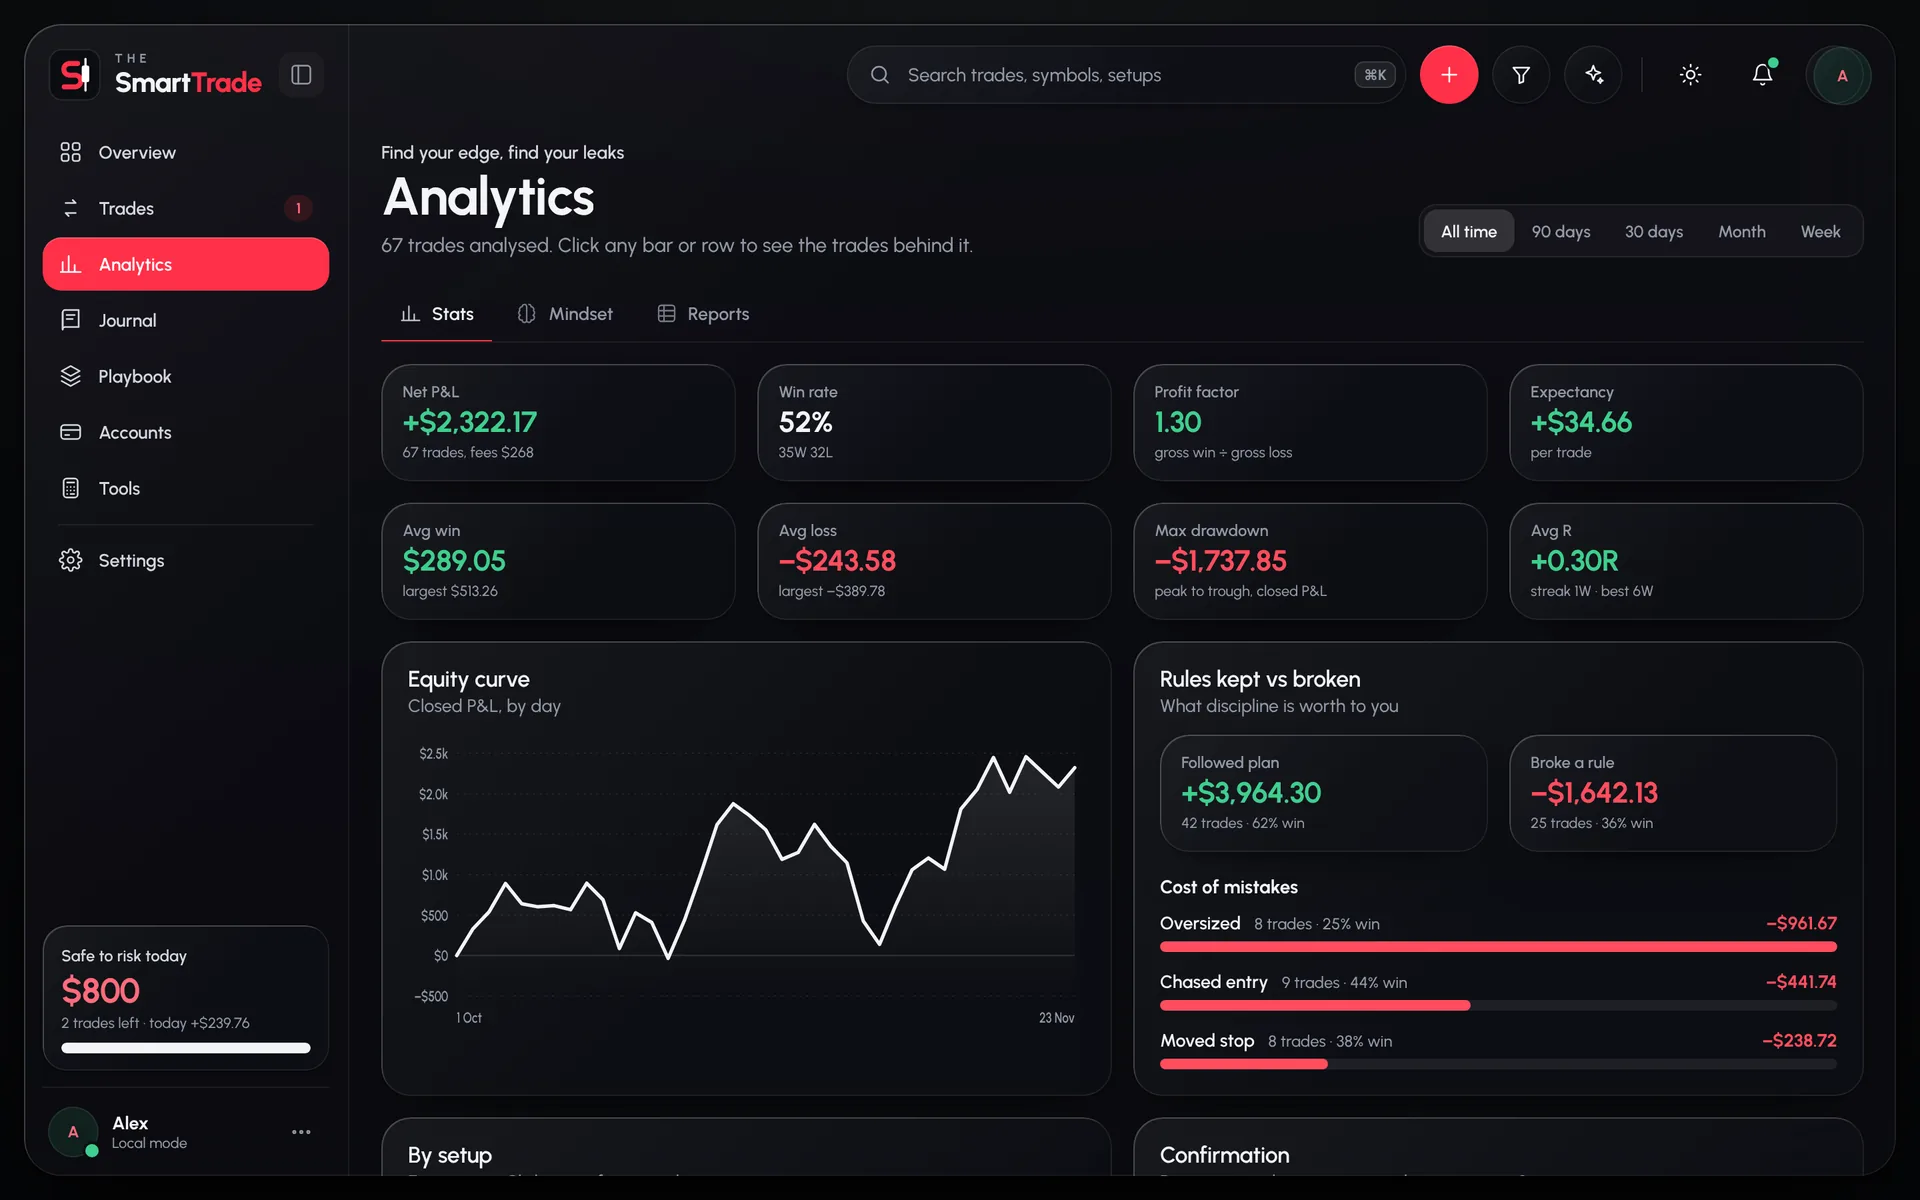 THE
SmartTrade
Overview
Trades 1
Analytics
Journal
Playbook
Accounts
Tools
Settings
Safe to risk today
$800
2 trades left · today +$239.76
A Alex
Local mode
Search trades, symbols, setups ⌘K
A
Find your edge, find your leaks
Analytics
67 trades analysed. Click any bar or row to see the trades behind it.
All time 90 days 30 days Month Week
Stats Mindset Reports
Net P&L
+$2,322.17
67 trades, fees $268
Win rate
52%
35W 32L
Profit factor
1.30
gross win ÷ gross loss
Expectancy
+$34.66
per trade
Avg win
$289.05
largest $513.26
Avg loss
−$243.58
largest −$389.78
Max drawdown
−$1,737.85
peak to trough, closed P&L
Avg R
+0.30R
streak 1W · best 6W
Equity curve
Closed P&L, by day
$2.5k
$2.0k
$1.5k
$1.0k
$500
$0
−$500
1 Oct 23 Nov
Rules kept vs broken
What discipline is worth to you
Followed plan
+$3,964.30
42 trades · 62% win
Broke a rule
−$1,642.13
25 trades · 36% win
Cost of mistakes
Oversized 8 trades · 25% win −$961.67
Chased entry 9 trades · 44% win −$441.74
Moved stop 8 trades · 38% win −$238.72
By setup
Confirmation